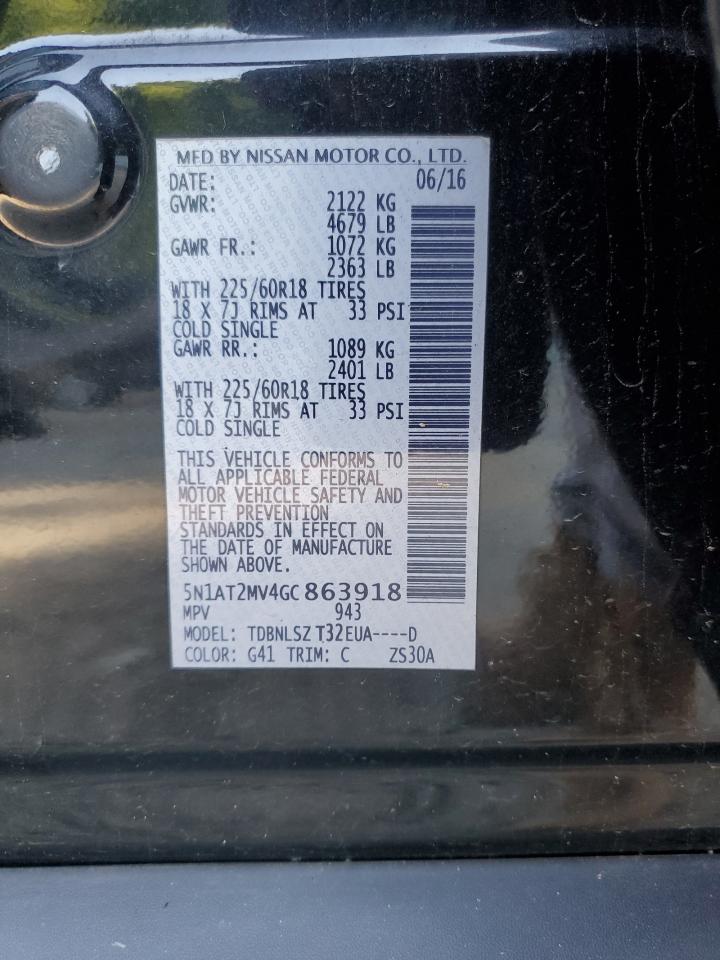 MFD BY NISSAN MOTOR CO., LTD.
DATE: 06/16
GVWR: 2122 KG
4679 LB
GAWR FR.: 1072 KG
2363 LB
WITH 225/60R18 TIRES
18 X 7J RIMS AT 33 PSI
COLD SINGLE
GAWR RR.: 1089 KG
2401 LB
WITH 225/60R18 TIRES
18 X 7J RIMS AT 33 PSI
COLD SINGLE
THIS VEHICLE CONFORMS TO
ALL APPLICABLE FEDERAL
MOTOR VEHICLE SAFETY AND
THEFT PREVENTION
STANDARDS IN EFFECT ON
THE DATE OF MANUFACTURE
SHOWN ABOVE.
5N1AT2MV4GC863918
MPV 943
MODEL: TDBNLSZ T32EUA----D
COLOR: G41 TRIM: C ZS30A